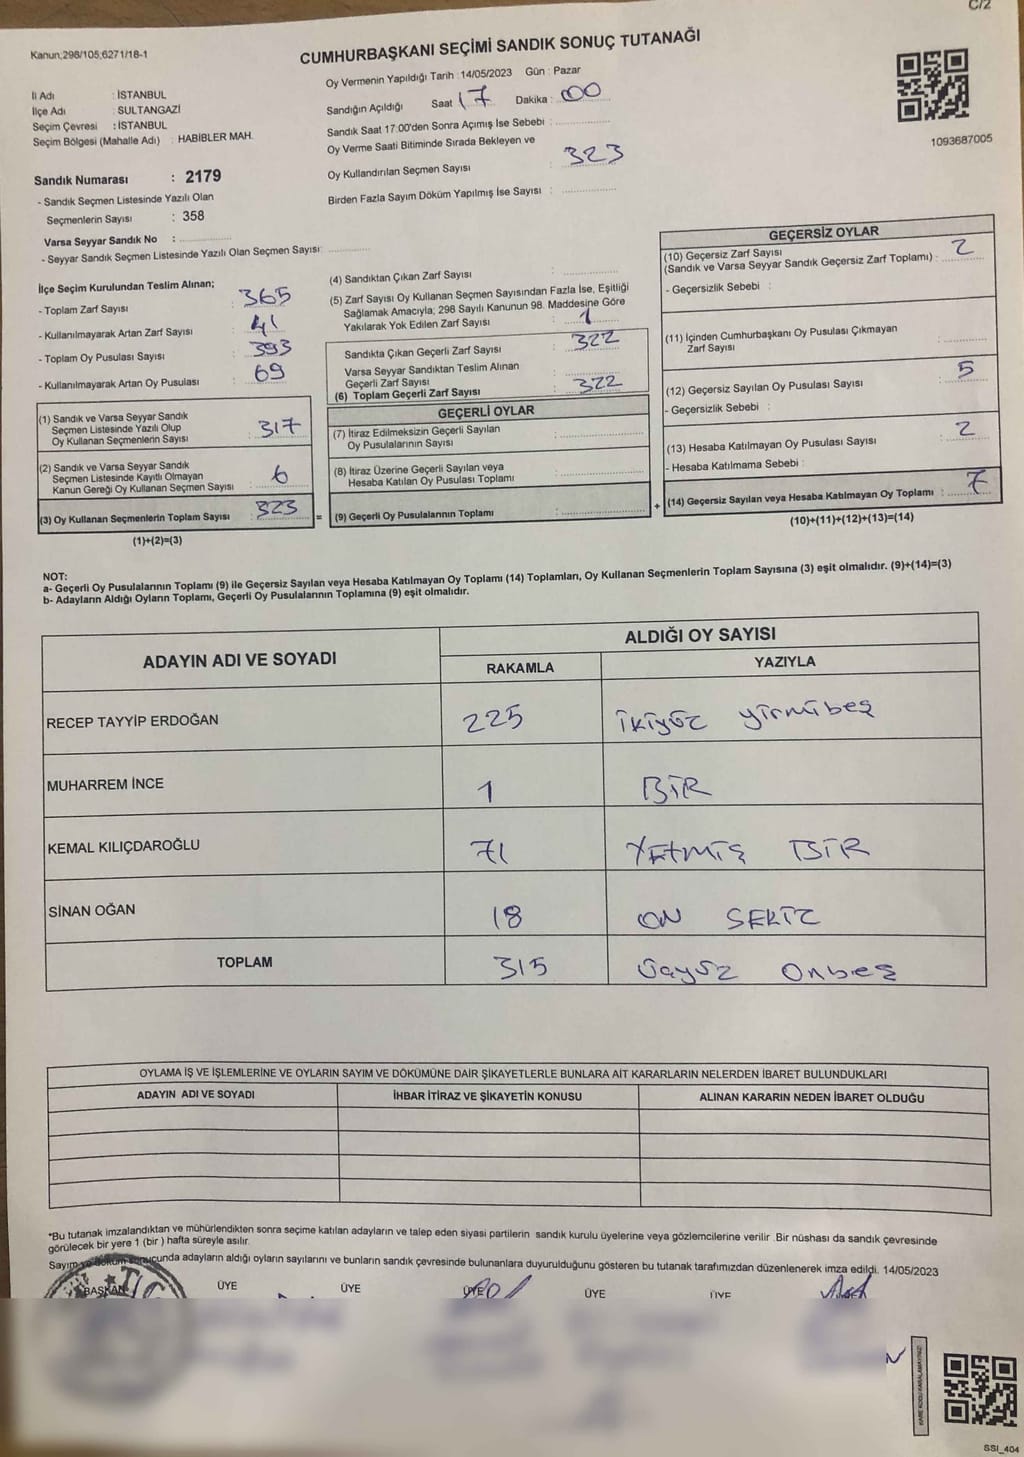 C/2
Kanun:298/105,6271/18-1
CUMHURBAŞKANI SEÇİMİ SANDIK SONUÇ TUTANAĞI
Oy Vermenin Yapıldığı Tarih : 14/05/2023 Gün : Pazar
İl Adı : İSTANBUL
İlçe Adı : SULTANGAZİ
Seçim Çevresi : İSTANBUL
Seçim Bölgesi (Mahalle Adı) : HABİBLER MAH.
Sandığın Açıldığı Saat 17 Dakika : 00
Sandık Saat 17:00'den Sonra Açımış İse Sebebi :
Oy Verme Saati Bitiminde Sırada Bekleyen ve
Oy Kullandırılan Seçmen Sayısı : 323
Birden Fazla Sayım Döküm Yapılmış İse Sayısı :
1093687005
Sandık Numarası : 2179
- Sandık Seçmen Listesinde Yazılı Olan
Seçmenlerin Sayısı : 358
Varsa Seyyar Sandık No :
- Seyyar Sandık Seçmen Listesinde Yazılı Olan Seçmen Sayısı:
İlçe Seçim Kurulundan Teslim Alınan;
- Toplam Zarf Sayısı : 365
- Kullanılmayarak Artan Zarf Sayısı : 41
- Toplam Oy Pusulası Sayısı : 393
- Kullanılmayarak Artan Oy Pusulası : 69
(1) Sandık ve Varsa Seyyar Sandık
Seçmen Listesinde Yazılı Olup
Oy Kullanan Seçmenlerin Sayısı : 317
(2) Sandık ve Varsa Seyyar Sandık
Seçmen Listesinde Kayıtlı Olmayan
Kanun Gereği Oy Kullanan Seçmen Sayısı : 6
(3) Oy Kullanan Seçmenlerin Toplam Sayısı : 323
(1)+(2)=(3)
=
(4) Sandıktan Çıkan Zarf Sayısı :
(5) Zarf Sayısı Oy Kullanan Seçmen Sayısından Fazla İse, Eşitliği
Sağlamak Amacıyla; 298 Sayılı Kanunun 98. Maddesine Göre
Yakılarak Yok Edilen Zarf Sayısı : 1
Sandıkta Çıkan Geçerli Zarf Sayısı : 322
Varsa Seyyar Sandıktan Teslim Alınan
Geçerli Zarf Sayısı :
(6) Toplam Geçerli Zarf Sayısı : 322
GEÇERLİ OYLAR
(7) İtiraz Edilmeksizin Geçerli Sayılan
Oy Pusulalarının Sayısı :
(8) İtiraz Üzerine Geçerli Sayılan veya
Hesaba Katılan Oy Pusulası Toplamı :
(9) Geçerli Oy Pusulalarının Toplamı :
+
GEÇERSİZ OYLAR
(10) Geçersiz Zarf Sayısı
(Sandık ve Varsa Seyyar Sandık Geçersiz Zarf Toplamı) : 2
- Geçersizlik Sebebi :
(11) İçinden Cumhurbaşkanı Oy Pusulası Çıkmayan
Zarf Sayısı :
(12) Geçersiz Sayılan Oy Pusulası Sayısı : 5
- Geçersizlik Sebebi :
(13) Hesaba Katılmayan Oy Pusulası Sayısı : 2
- Hesaba Katılmama Sebebi :
(14) Geçersiz Sayılan veya Hesaba Katılmayan Oy Toplamı : 7
(10)+(11)+(12)+(13)=(14)
NOT:
a- Geçerli Oy Pusulalarının Toplamı (9) ile Geçersiz Sayılan veya Hesaba Katılmayan Oy Toplamı (14) Toplamları, Oy Kullanan Seçmenlerin Toplam Sayısına (3) eşit olmalıdır. (9)+(14)=(3)
b- Adayların Aldığı Oyların Toplamı, Geçerli Oy Pusulalarının Toplamına (9) eşit olmalıdır.
ADAYIN ADI VE SOYADI
ALDIĞI OY SAYISI
RAKAMLA YAZIYLA
RECEP TAYYİP ERDOĞAN 225 ikiyüz yirmibeş
MUHARREM İNCE 1 BİR
KEMAL KILIÇDAROĞLU 71 YETMİŞ BİR
SİNAN OĞAN 18 ON SEKİZ
TOPLAM 315 üçyüz onbeş
OYLAMA İŞ VE İŞLEMLERİNE VE OYLARIN SAYIM VE DÖKÜMÜNE DAİR ŞİKAYETLERLE BUNLARA AİT KARARLARIN NELERDEN İBARET BULUNDUKLARI
ADAYIN ADI VE SOYADI İHBAR İTİRAZ VE ŞİKAYETİN KONUSU ALINAN KARARIN NEDEN İBARET OLDUĞU
*Bu tutanak imzalandıktan ve mühürlendikten sonra seçime katılan adayların ve talep eden siyasi partilerin sandık kurulu üyelerine veya gözlemcilerine verilir .Bir nüshası da sandık çevresinde
görülecek bir yere 1 (bir ) hafta süreyle asılır.
Sayım ve döküm sonucunda adayların aldığı oyların sayılarını ve bunların sandık çevresinde bulunanlara duyurulduğunu gösteren bu tutanak tarafımızdan düzenlenerek imza edildi. 14/05/2023
BAŞKAN ÜYE ÜYE ÜYE ÜYE ÜYE
T.C.
KARE KODU KARALAMAYINIZ!
SSI_404